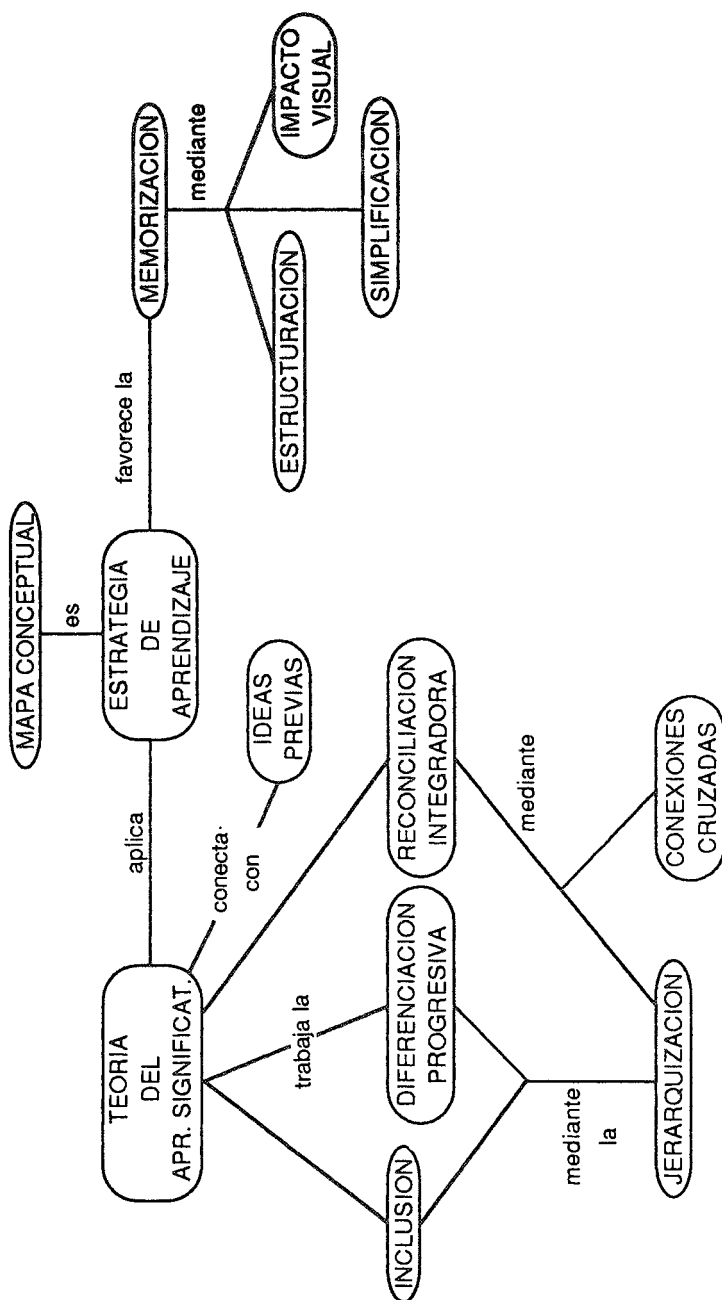 MAPA CONCEPTUAL
es
ESTRATEGIA
DE
APRENDIZAJE
aplica
favorece la
TEORIA
DEL
APR. SIGNIFICAT.
conecta
con
IDEAS
PREVIAS
trabaja la
INCLUSION
DIFERENCIACION
PROGRESIVA
RECONCILIACION
INTEGRADORA
mediante
la
mediante
JERARQUIZACION
CONEXIONES
CRUZADAS
MEMORIZACION
mediante
ESTRUCTURACION
IMPACTO
VISUAL
SIMPLIFICACION